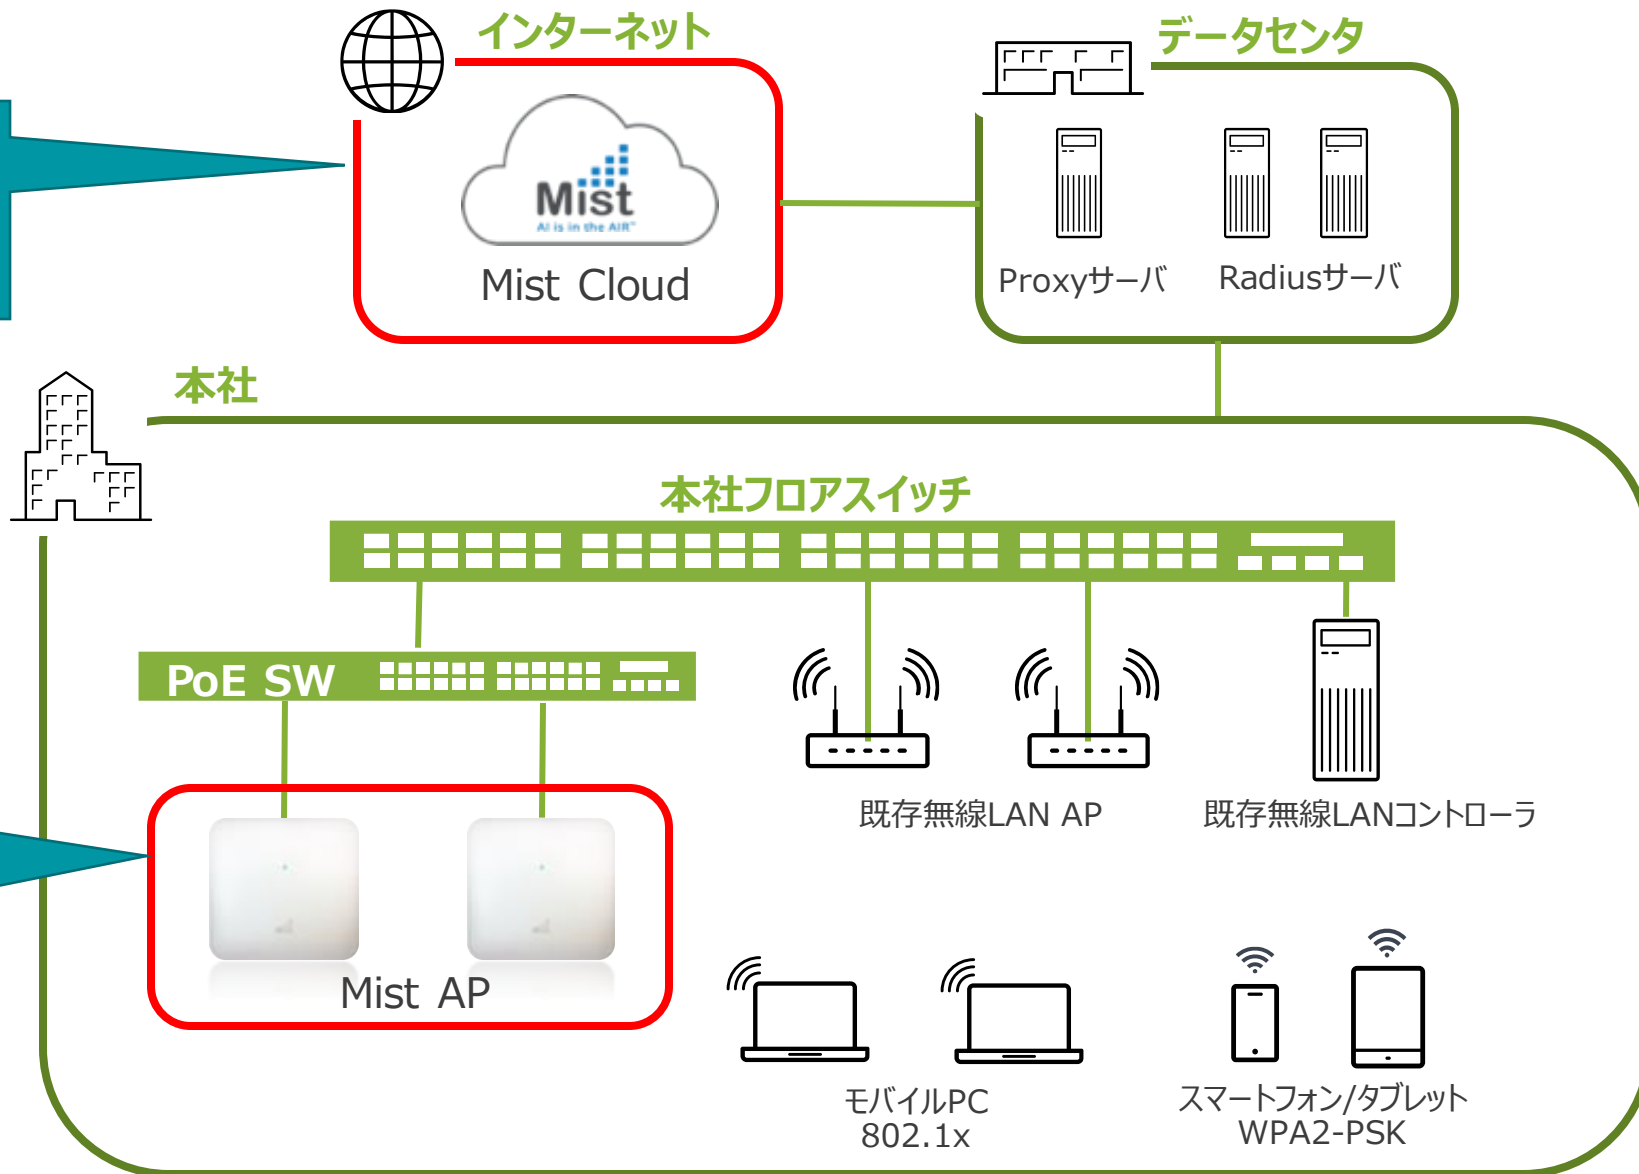 インターネット
データセンタ
Mist
AI is in the AIR™
Mist Cloud
Proxyサーバ
Radiusサーバ
本社
本社フロアスイッチ
PoE SW
既存無線LAN AP
既存無線LANコントローラ
Mist AP
モバイルPC
802.1x
スマートフォン/タブレット
WPA2-PSK